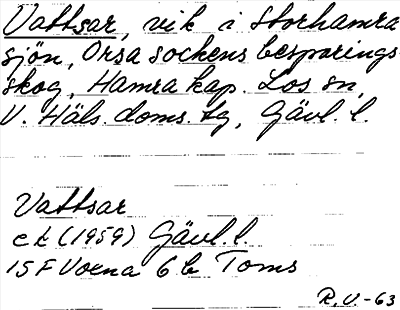 Vattsar, vik i Storhamra
sjön, Orsa sockens besparings
skog, Hamra kap. Los sn,
V. Häls. doms. tg, Gävl. l.
Vattsar
ek (1959) Gävl. l.
15 F Voxna 6 b Toms
R. V. -63